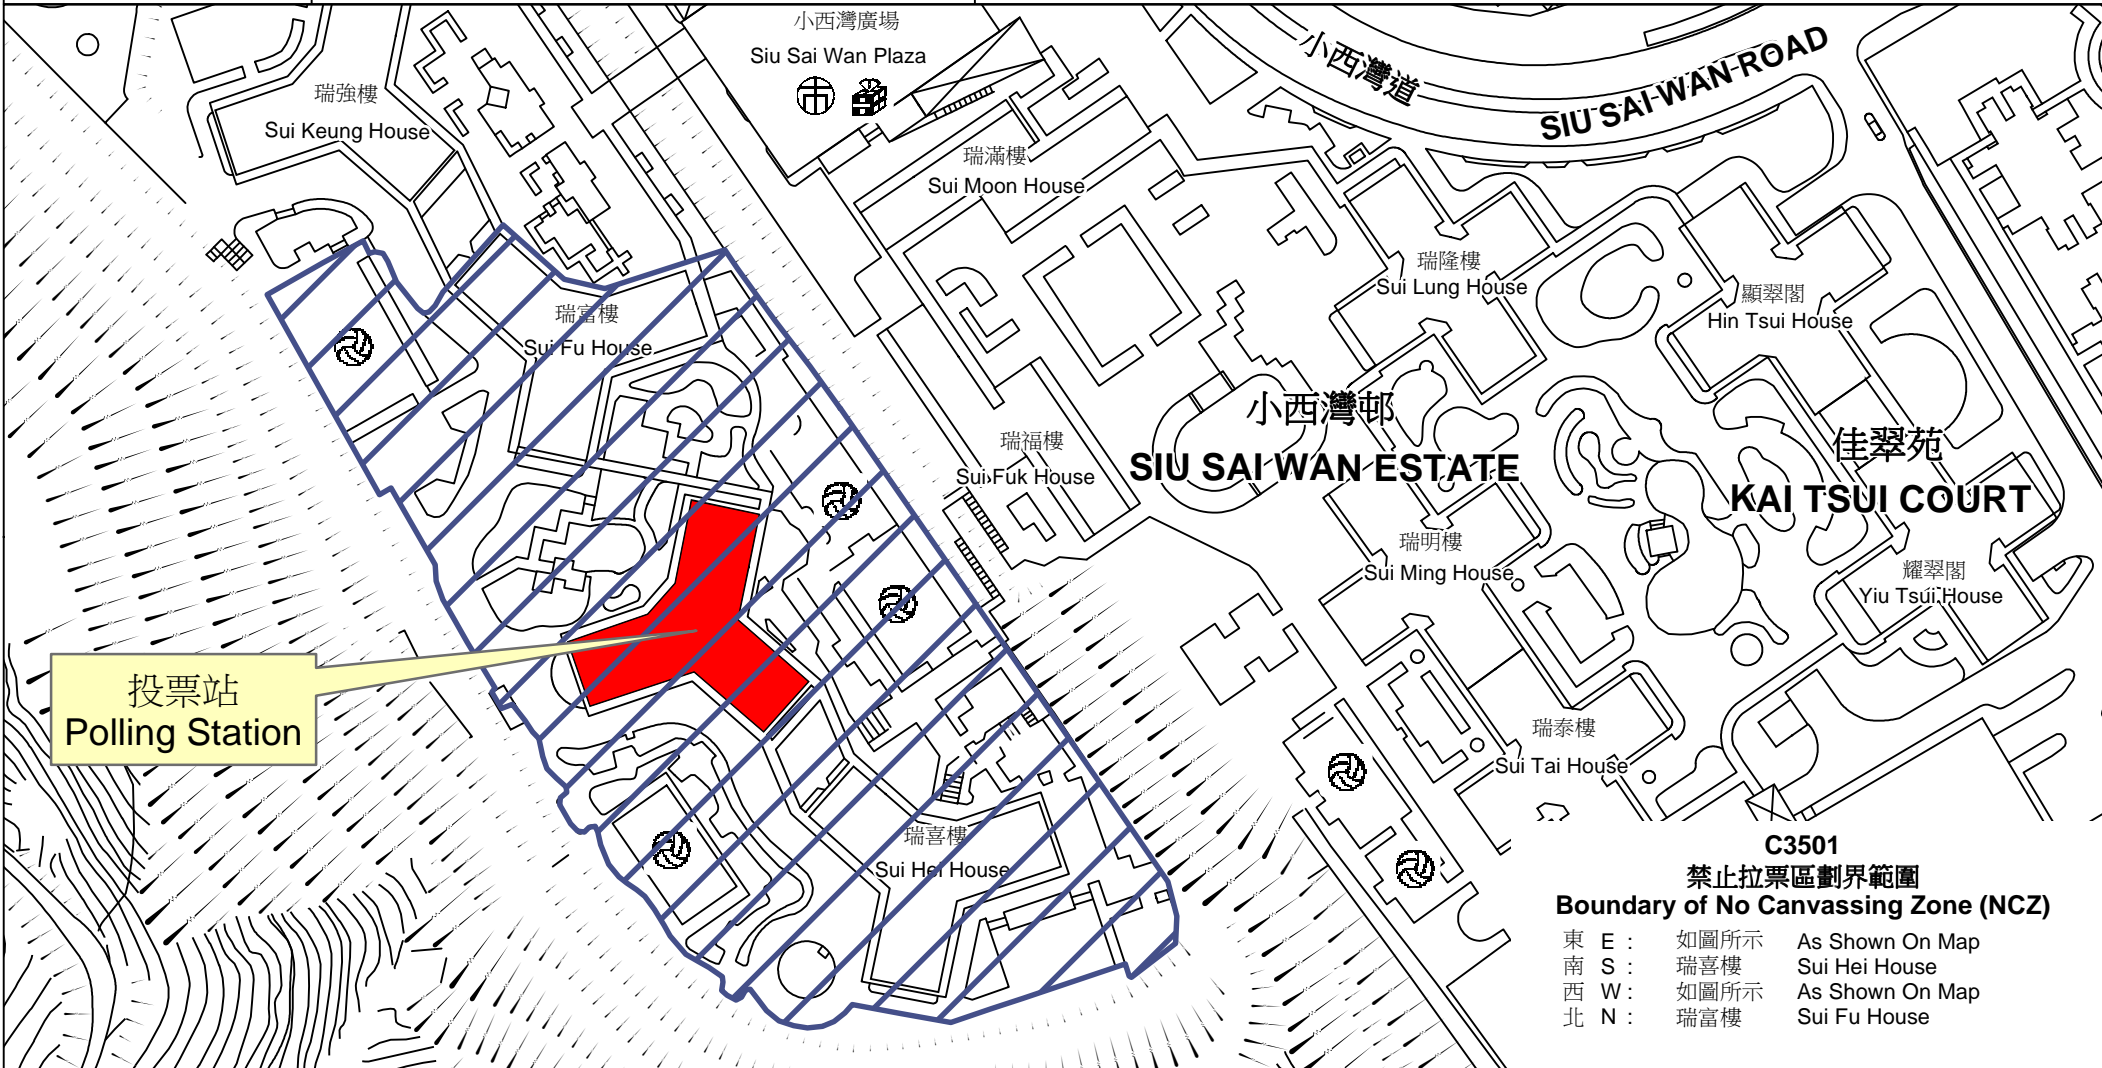 小西灣廣場
Siu Sai Wan Plaza
小西灣道
SIU SAI WAN ROAD
瑞強樓
Sui Keung House
瑞滿樓
Sui Moon House
瑞隆樓
Sui Lung House
顯翠閣
Hin Tsui House
瑞富樓
Sui Fu House
小西灣邨
SIU SAI WAN ESTATE
瑞福樓
Sui Fuk House
佳翠苑
KAI TSUI COURT
瑞明樓
Sui Ming House
耀翠閣
Yiu Tsui House
投票站
Polling Station
瑞泰樓
Sui Tai House
瑞喜樓
Sui Hei House
C3501
禁止拉票區劃界範圍
Boundary of No Canvassing Zone (NCZ)
東 E : 如圖所示 As Shown On Map
南 S : 瑞喜樓 Sui Hei House
西 W : 如圖所示 As Shown On Map
北 N : 瑞富樓 Sui Fu House